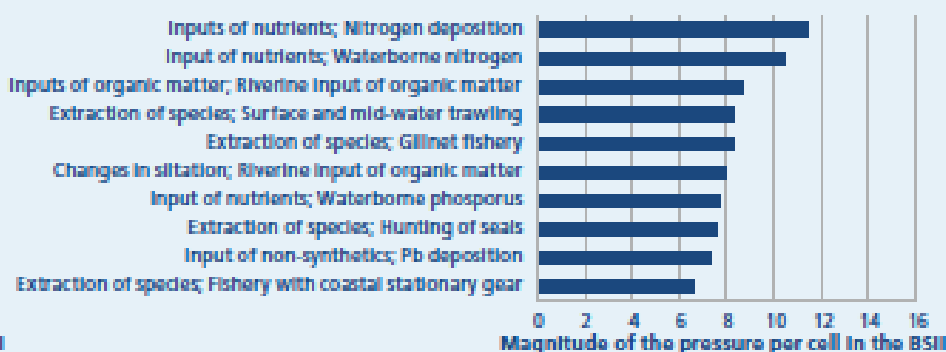 Inputs of nutrients; Nitrogen deposition
Input of nutrients; Waterborne nitrogen
Inputs of organic matter; Riverine input of organic matter
Extraction of species; Surface and mid-water trawling
Extraction of species; Gillnet fishery
Changes in siltation; Riverine input of organic matter
Input of nutrients; Waterborne phosporus
Extraction of species; Hunting of seals
Input of non-synthetics; Pb deposition
Extraction of species; Fishery with coastal stationary gear
0 2 4 6 8 10 12 14 16
Magnitude of the pressure per cell in the BSII